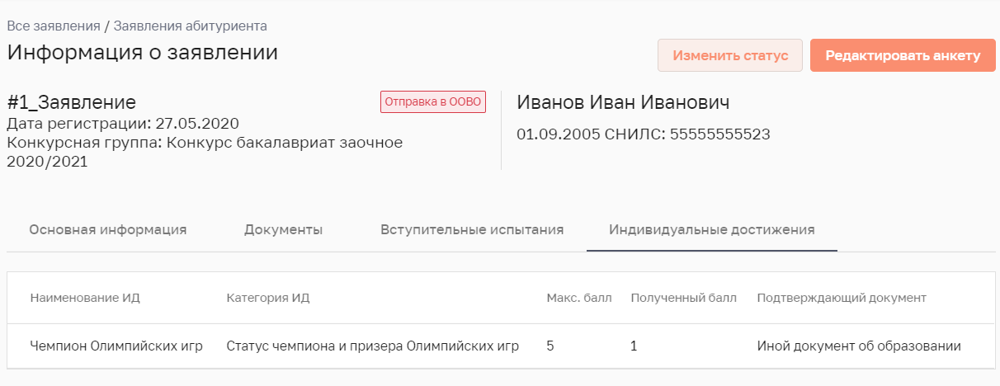 Все заявления / Заявления абитуриента
Информация о заявлении
Изменить статус
Редактировать анкету
#1_Заявление
Отправка в ООВО
Дата регистрации: 27.05.2020
Конкурсная группа: Конкурс бакалавриат заочное
2020/2021
Иванов Иван Иванович
01.09.2005 СНИЛС: 55555555523
Основная информация Документы Вступительные испытания Индивидуальные достижения
Наименование ИД Категория ИД Макс. балл Полученный балл Подтверждающий документ
Чемпион Олимпийских игр Статус чемпиона и призера Олимпийских игр 5 1 Иной документ об образовании